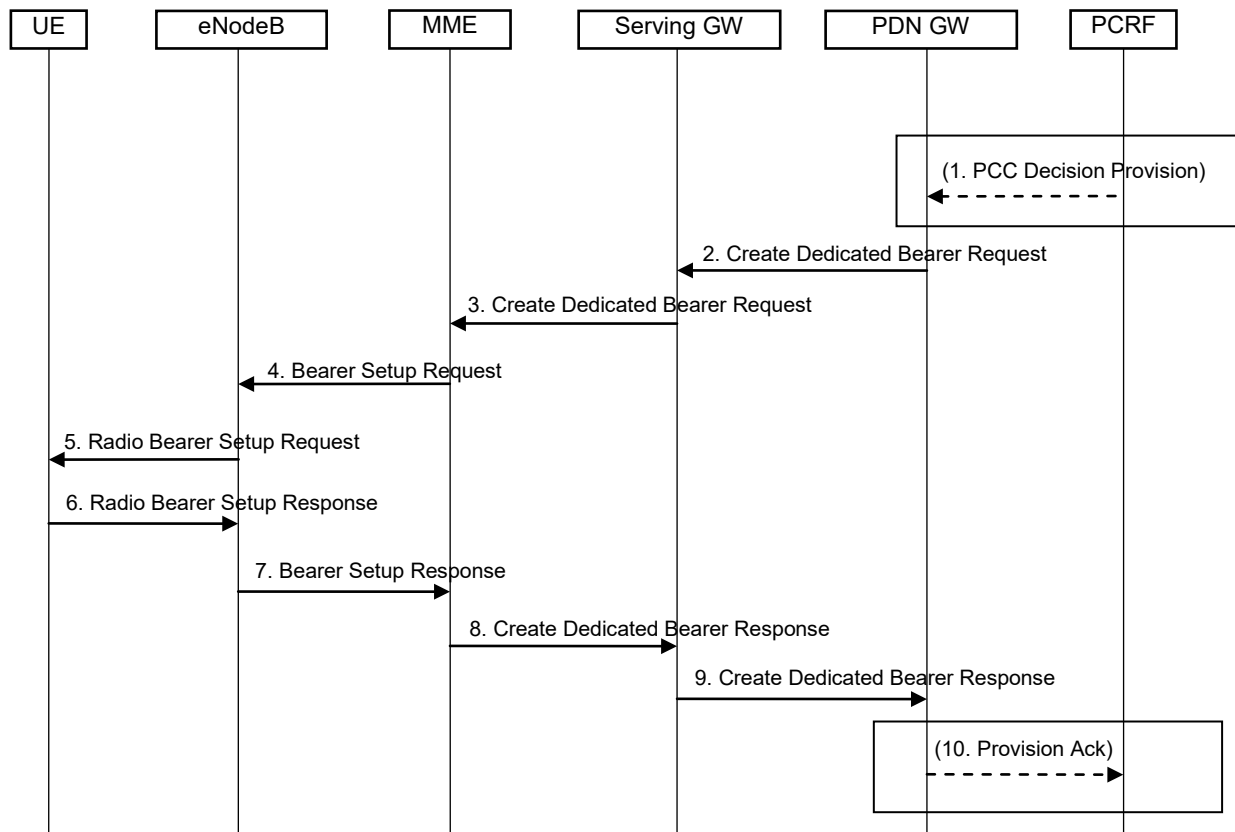 UE
eNodeB
MME
Serving GW
PDN GW
PCRF
(1. PCC Decision Provision)
2. Create Dedicated Bearer Request
3. Create Dedicated Bearer Request
4. Bearer Setup Request
5. Radio Bearer Setup Request
6. Radio Bearer Setup Response
7. Bearer Setup Response
8. Create Dedicated Bearer Response
9. Create Dedicated Bearer Response
(10. Provision Ack)